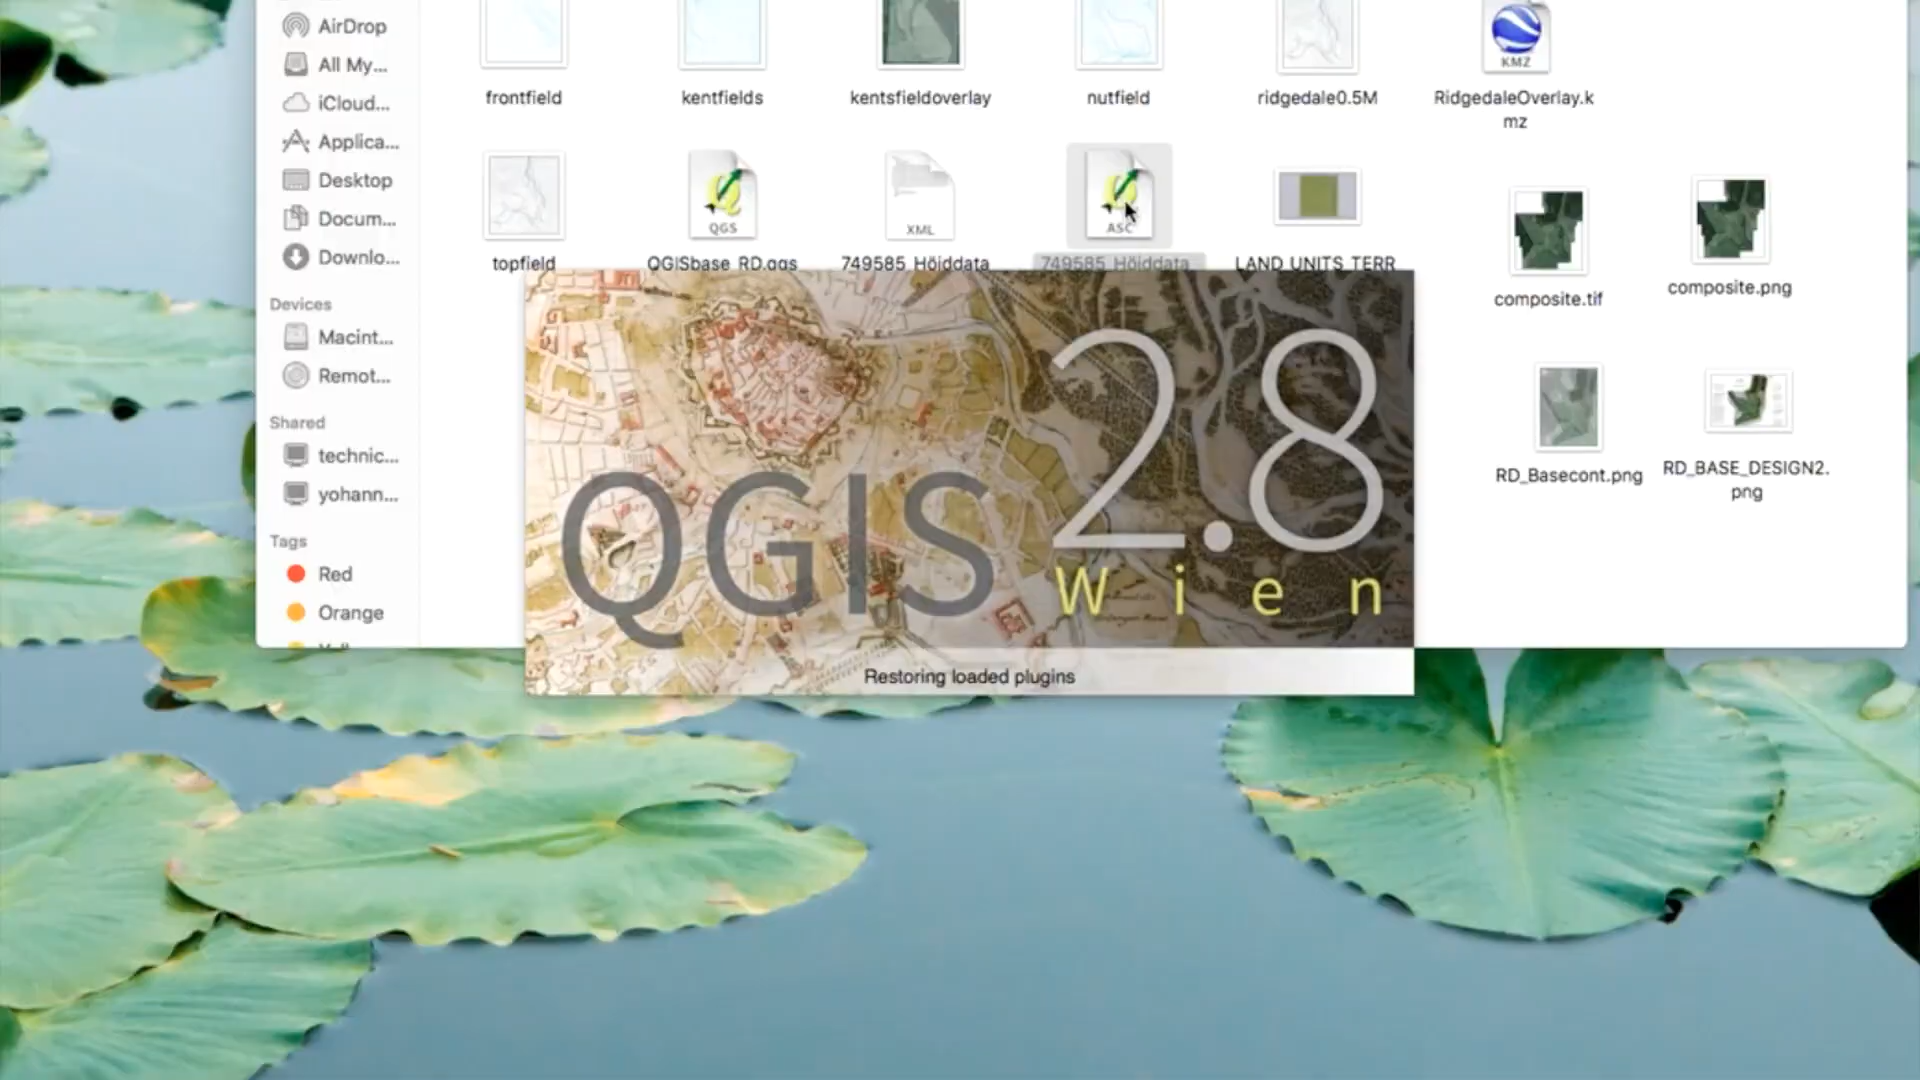 AirDrop
All My...
iCloud...
Applica...
Desktop
Docum...
Downlo...
Devices
Macint...
Remot...
Shared
technic...
yohann...
Tags
Red
Orange
frontfield
kentfields
kentsfieldoverlay
nutfield
ridgedale0.5M
KMZ
RidgedaleOverlay.k
mz
topfield
QGS
QGISbase_RD.qgs
XML
749585_Höjddata
ASC
749585_Höjddata
LAND_UNITS_TERR
composite.tif
composite.png
RD_Basecont.png
RD_BASE_DESIGN2.
png
QGIS
2.8
Wien
Restoring loaded plugins